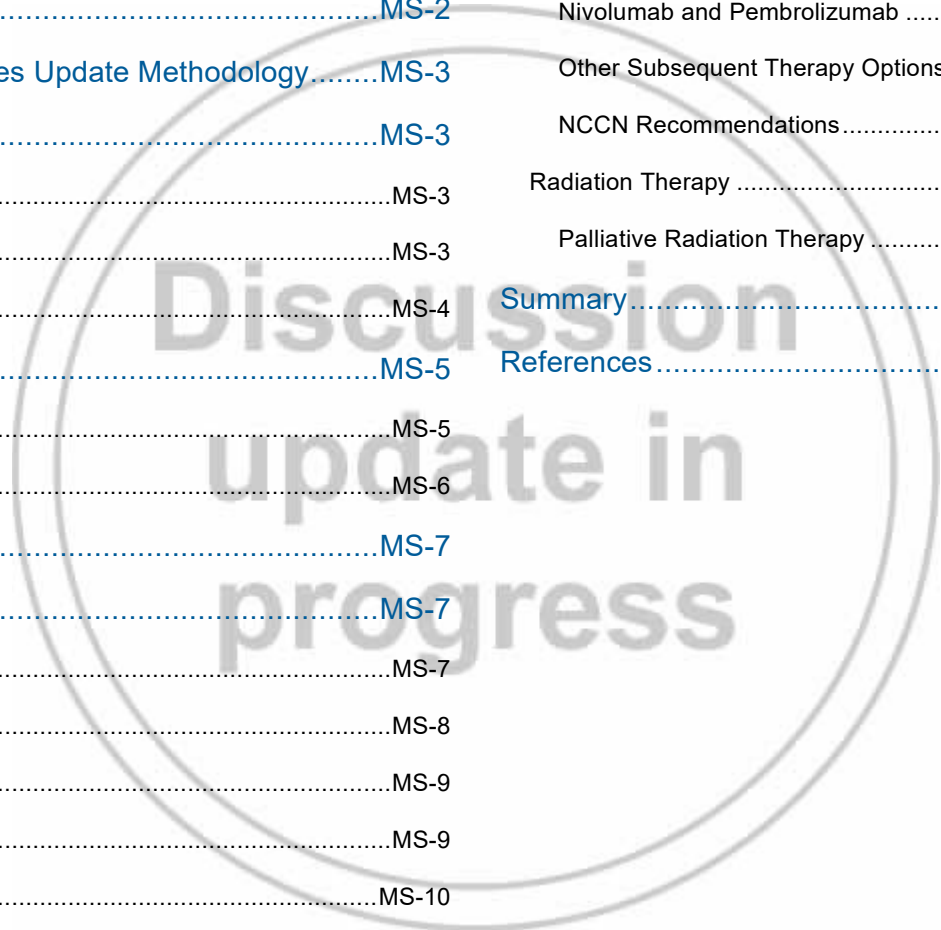 ....................................................MS-2
es Update Methodology........MS-3
....................................................MS-3
....................................................MS-3
....................................................MS-3
....................................................MS-4
....................................................MS-5
....................................................MS-5
....................................................MS-6
....................................................MS-7
....................................................MS-7
....................................................MS-7
....................................................MS-8
....................................................MS-9
....................................................MS-9
....................................................MS-10
Nivolumab and Pembrolizumab .....
Other Subsequent Therapy Options
NCCN Recommendations..............
Radiation Therapy ..............................
Palliative Radiation Therapy ..........
Summary........................................
References.....................................
Discussion
update in
progress